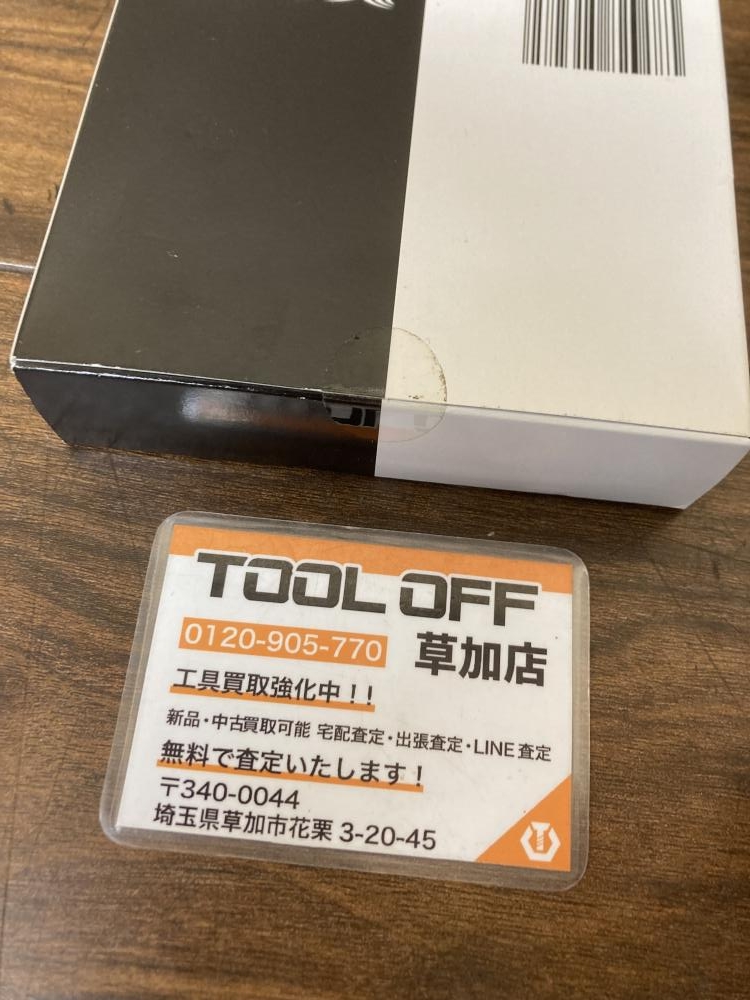 TOOL OFF
0120-905-770 草加店
工具買取強化中!!
新品・中古買取可能 宅配査定・出張査定・LINE査定
無料で査定いたします!
〒340-0044
埼玉県草加市花栗 3-20-45